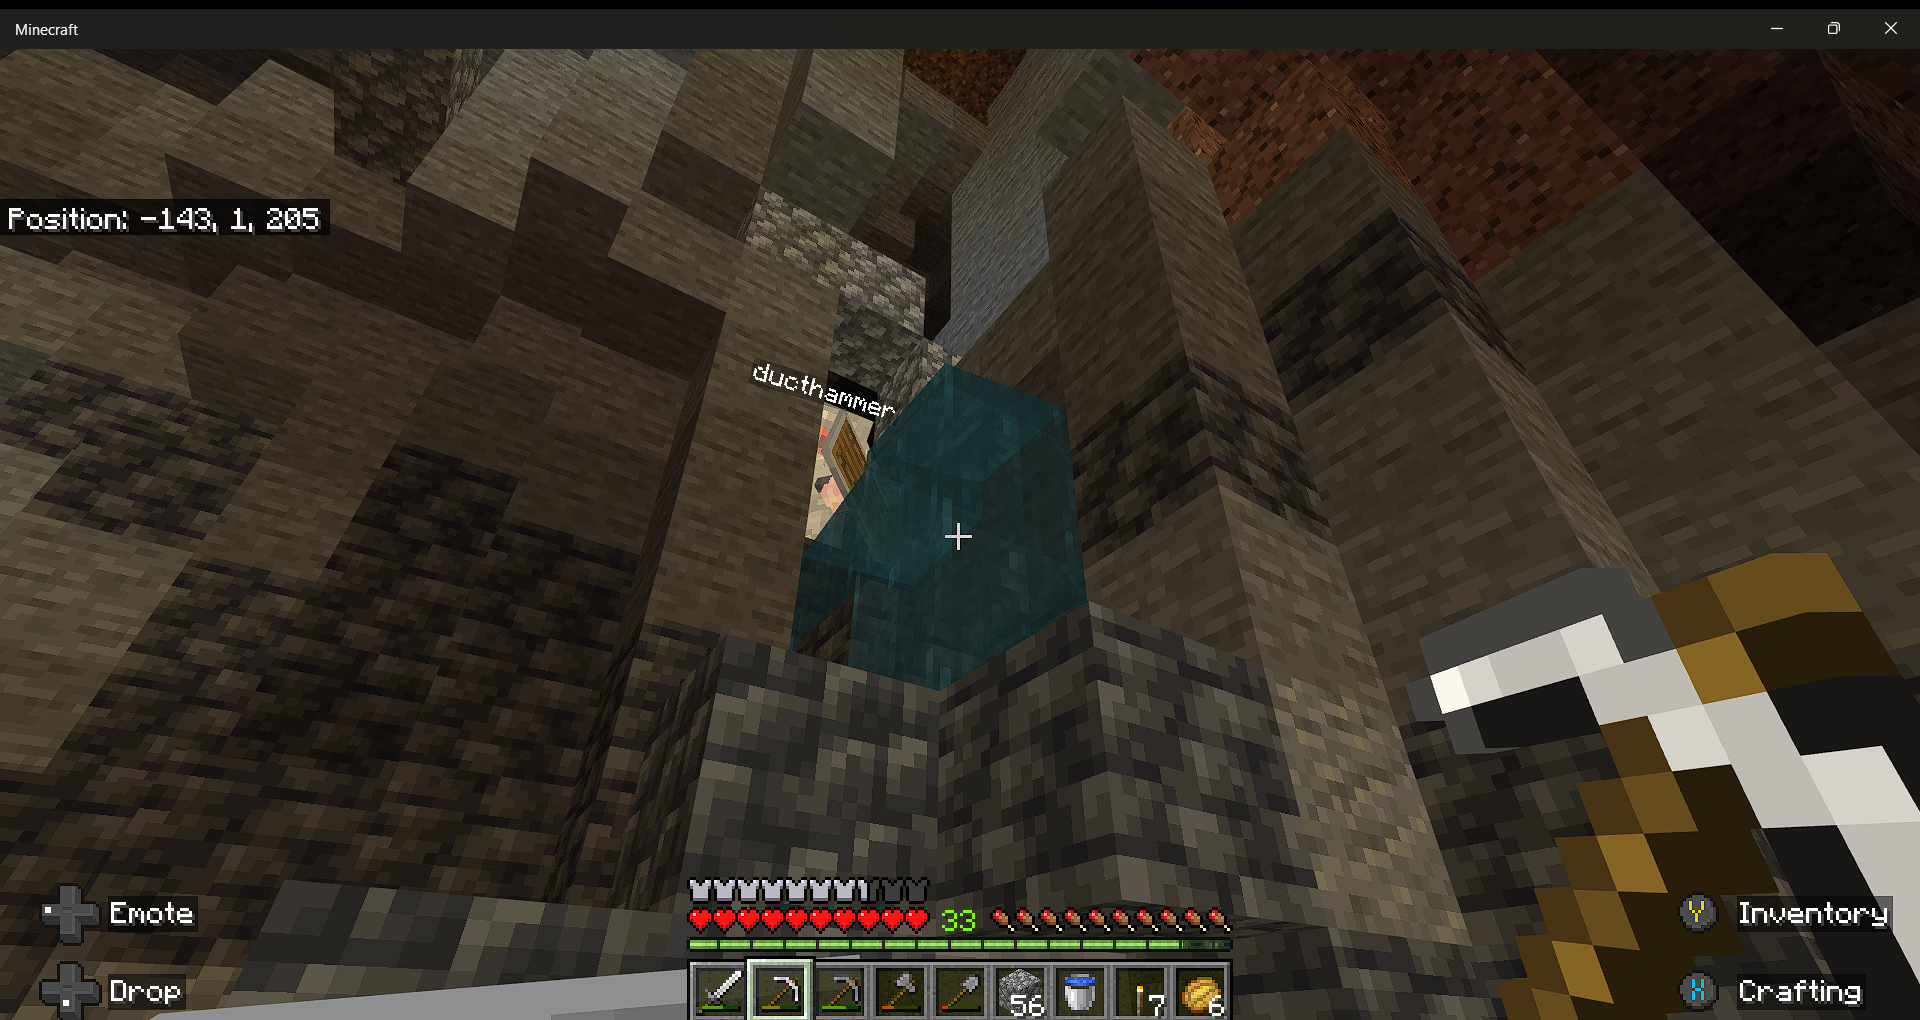 Minecraft
Position: -143, 1, 205
ducthammer
Emote
Drop
33
56
7
6
Y Inventory
X Crafting